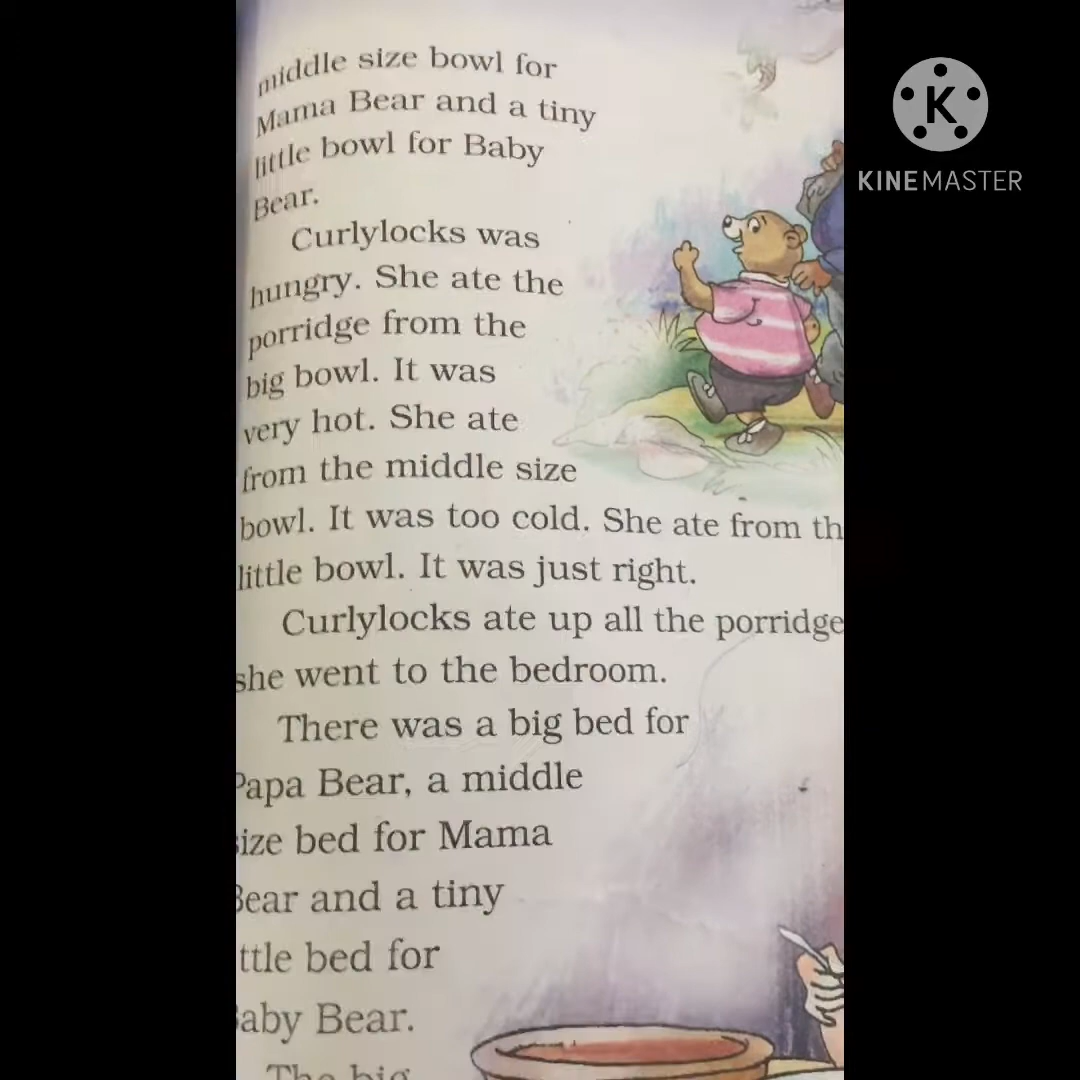 middle size bowl for
Mama Bear and a tiny
little bowl for Baby
Bear.
Curlylocks was
hungry. She ate the
porridge from the
big bowl. It was
very hot. She ate
from the middle size
bowl. It was too cold. She ate from th
little bowl. It was just right.
Curlylocks ate up all the porridge
she went to the bedroom.
There was a big bed for
Papa Bear, a middle
size bed for Mama
Bear and a tiny
ttle bed for
Baby Bear.
The big
K
KINEMASTER